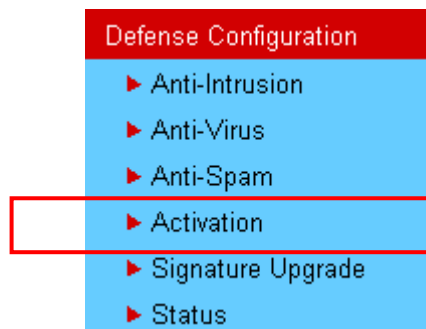 Defense Configuration
Anti-Intrusion
Anti-Virus
Anti-Spam
Activation
Signature Upgrade
Status